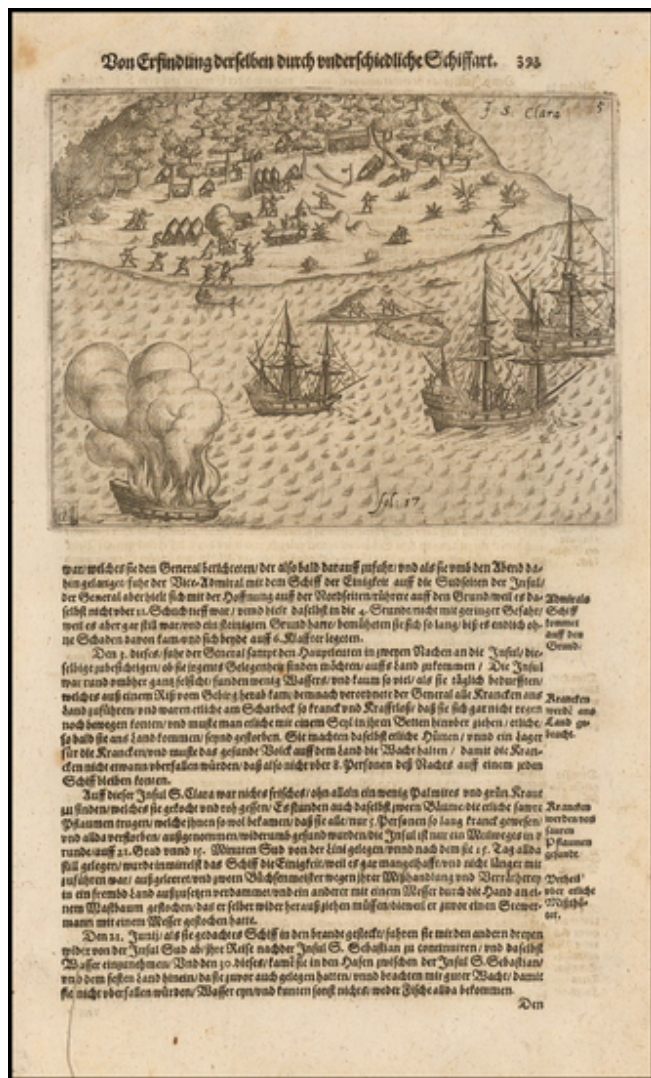 Von Erfindung derselben durch vnderschiedliche Schiffart. 393
J. S. Clara 5
fol: 17
war/ welches sie den General berichteten/ der also bald darauff zufuhr/ vnd als sie vmb den Abend da-
hin gelanget/ fuhr der Vice-Admiral mit dem Schiff der Einigkeit auff die Sudseiten der Insul/
der General aber hielt sich mit der Hoffnung auff der Nordseiten/ rührete auff den Grund/ weil es da-
selbst nicht vber 12. Schuch tieff war/ vnnd hielt daselbst in die 4. Stunde/ nicht mit geringer Gefahr/
weil es aber gar still war/ vnd ein steinigten Grund hatte/ bemüheten sie sich so lang/ biß es endlich oh-
ne Schaden davon kam/ vnd sich beyde auff 6. Klaffter legeten.
Admirals
Schiff
kommet
auff den
Grund.
Den 3. dieses/ fuhr der General sampt den Hauptleuten in zweyen Nachen an die Insul/ die-
selbige zubesichtigen/ ob sie jegents Gelegenheit finden möchten/ auffs Land zukommen/ Die Insul
war rund vmbher gantz felsicht/ funden wenig Wassers/ vnd kaum so viel/ als sie täglich bedurfften/
welches auß einem Riß vom Gebirg herab kam/ demnach verordnete der General alle Krancken ans
Land zuführen/ vnd waren etliche am Scharbock so kranck vnd Krafftloß/ daß sie sich gar nicht regen
noch bewegen konten/ vnd muste man etliche mit einem Seyl in ihren Betten hinvber ziehen/ etliche/
so bald sie ans Land kommen/ seynd gestorben. Sie machten daselbst etliche Hütten/ vnnd ein Lager
für die Krancken/ vnd muste das gesunde Volck auff dem Land die Wacht halten/ damit die Kran-
cken nicht etwann vberfallen würden/ daß also nicht vber 8. Personen deß Nachts auff einem jeden
Schiff bleiben konten.
Krancken
werdē ans
Land ge-
bracht.
Auff dieser Insul S. Clara war nichts frisches/ ohn allein ein wenig Palmites vnd grün Kraut
zu finden/ welches sie gekocht vnd roh gessen/ Es stunden auch daselbst zween Bäume/ die etliche sawre
Pflaumen trugen/ welche ihnen so wol bekamen/ daß sie alle/ nur 5. Personen so lang kranck gewesen/
vnd allda verstorben/ außgenommen/ widerumb gesund wurden/ die Insul ist nur ein Meilweges in d
runde/ auff 21. Grad vnnd 15. Minuten Sud von der Lini gelegen/ vnnd nach dem sie 15. Tag allda
still gelegen/ wurde inmittelst das Schiff die Einigkeit/ weil es gar mangelhafft/ vnd nicht länger mit
zuführen war/ außgeleeret/ vnd zween Büchsenmeister wegen ihrer Mißhandlung vnd Verrähterey
in ein frembd Land außzusetzen verdammet/ vnd ein anderer mit einem Messer durch die Hand an ei-
nem Mastbaum gestochen/ das er selber wider heraußziehen müssen/ dieweil er zuvor einen Stewer-
mann mit einem Messer gestochen hatte.
Krancken
werden von
sauren
Pflaumen
gesundt.
Vrtheil
vber etliche
Mißthä-
ter.
Den 21. Junij/ als sie gedachtes Schiff in den brandt gesteckt/ fuhren sie mit den andern dreyen
wider von der Insul Sud ab/ ihre Reise nach der Insul S. Sebastian zu continuiren/ vnd daselbst
Wasser einzunehmen/ Vnd den 30. dieses/ kamē sie in den Hafen zwischen der Insul S. Sebastian/
vnd dem festen Land hinein/ da sie zuvor auch gelegen hatten/ vnnd brachten mit guter Wacht/ damit
sie nicht vberfallen würden/ Wasser eyn/ vnd kunten sonst nichts/ weder Fische allda bekommen.
Den